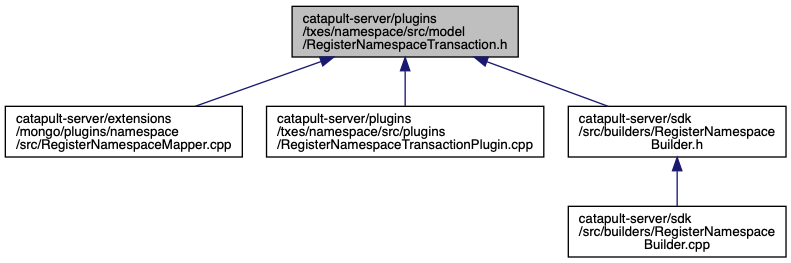 catapult-server/plugins
/txes/namespace/src/model
/RegisterNamespaceTransaction.h
catapult-server/extensions
/mongo/plugins/namespace
/src/RegisterNamespaceMapper.cpp
catapult-server/plugins
/txes/namespace/src/plugins
/RegisterNamespaceTransactionPlugin.cpp
catapult-server/sdk
/src/builders/RegisterNamespace
Builder.h
catapult-server/sdk
/src/builders/RegisterNamespace
Builder.cpp